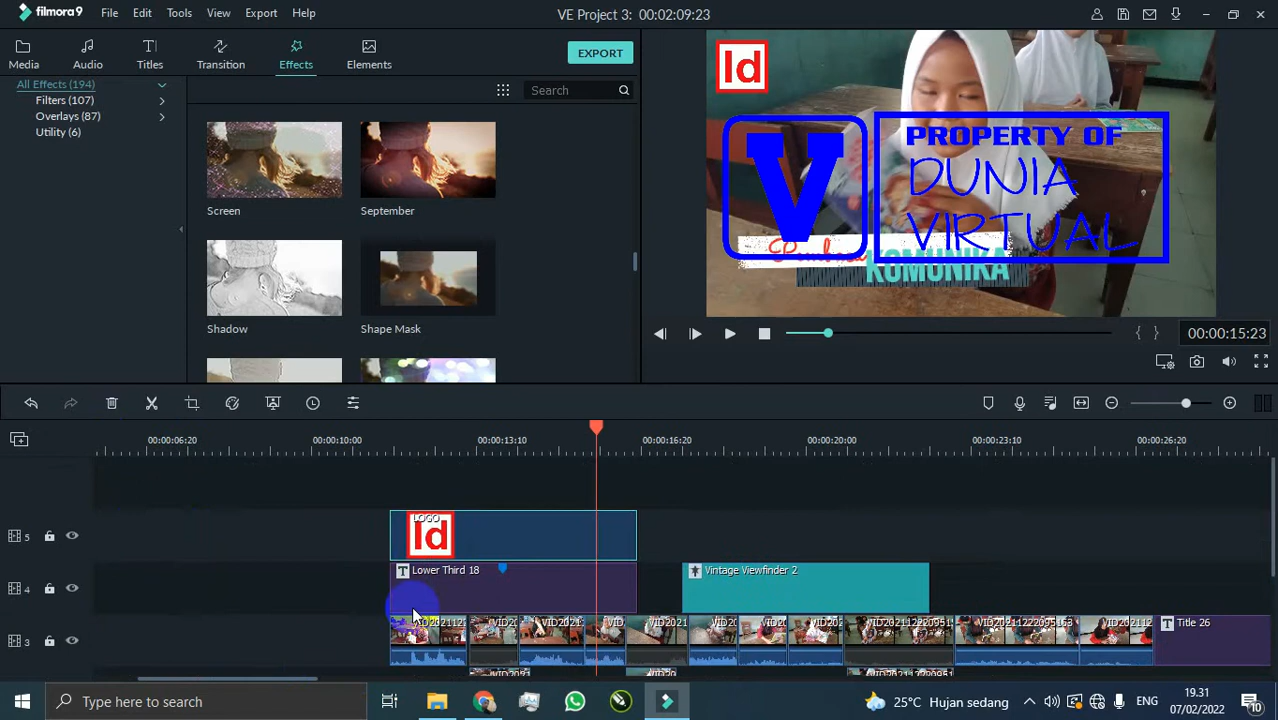 filmora9 File Edit Tools View Export Help VE Project 3: 00:02:09:23
Media Audio Titles Transition Effects Elements EXPORT
All Effects (194)
Filters (107)
Overlays (87)
Utility (6)
Search
Screen September
Shadow Shape Mask
Id
V
PROPERTY OF
DUNIA
VIRTUAL
KOMUNIKA
00:00:15:23
00:00:06:20 00:00:10:00 00:00:13:10 00:00:16:20 00:00:20:00 00:00:23:10 00:00:26:20
5 LOGO Id
4 Lower Third 18 Vintage Viewfinder 2
3 Title 26
Type here to search
25°C Hujan sedang ENG 19.31
07/02/2022 10